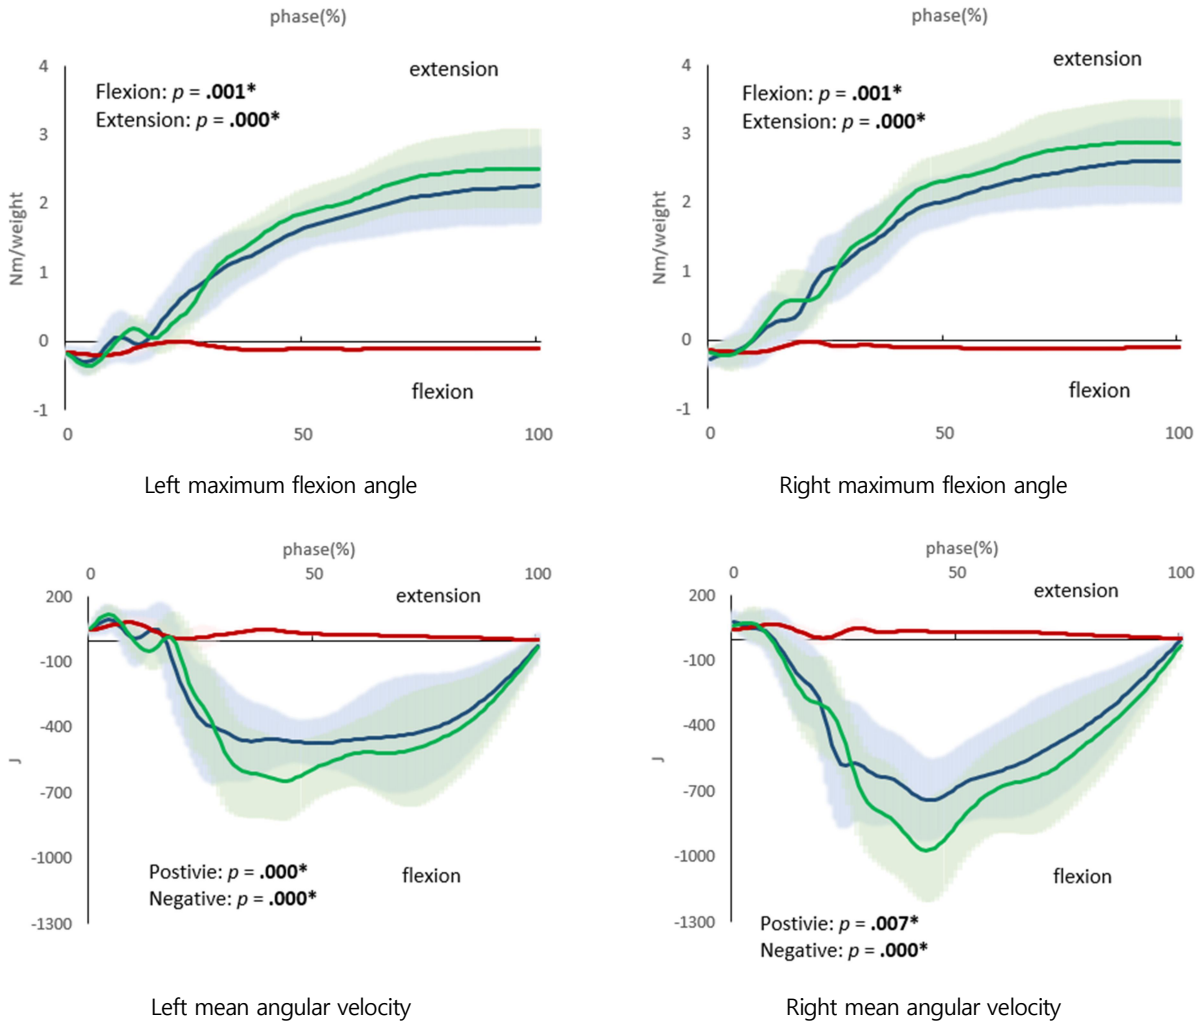 phase(%)
phase(%)
4
extension
Flexion: p = .001*
Extension: p = .000*
3
2
Nm/weight
1
0
flexion
-1
0
50
100
4
extension
Flexion: p = .001*
Extension: p = .000*
3
2
Nm/weight
1
0
flexion
-1
0
50
100
Left maximum flexion angle
Right maximum flexion angle
phase(%)
0
50
100
200
extension
-100
-400
J
-700
-1000
Postivie: p = .000*
flexion
Negative: p = .000*
-1300
phase(%)
0
50
100
200
extension
-100
-400
J
-700
-1000
flexion
-1300
Postivie: p = .007*
Negative: p = .000*
Left mean angular velocity
Right mean angular velocity